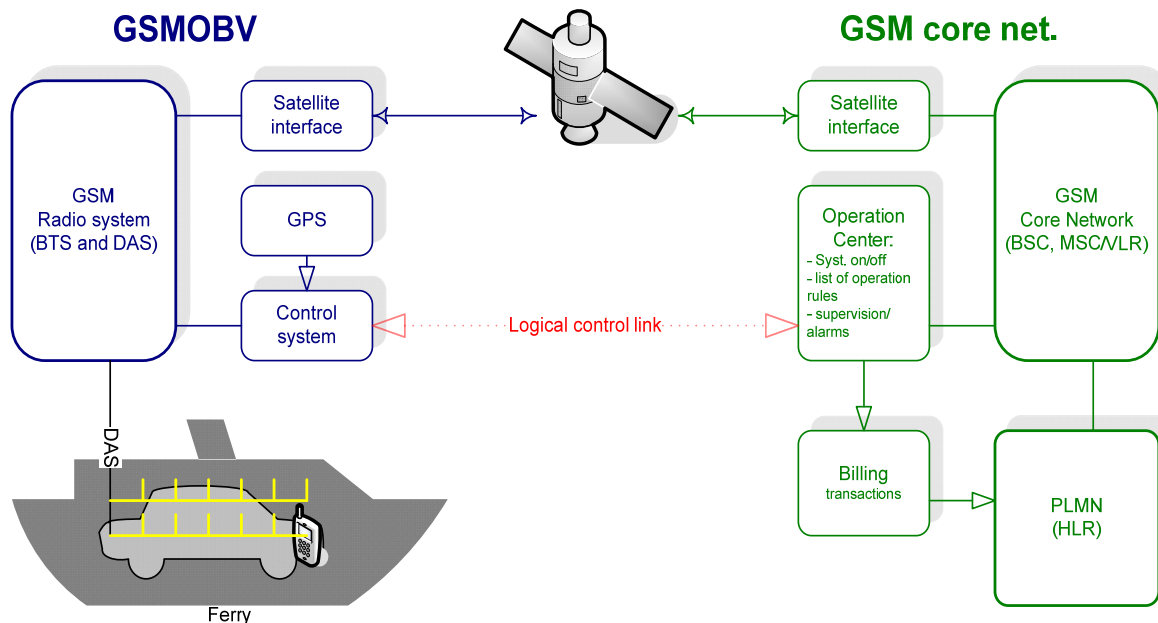 GSMOBV
GSM core net.
Satellite
interface
Satellite
interface
GSM
Radio system
(BTS and DAS)
GPS
Operation
Center:
- Syst. on/off
- list of operation
rules
- supervision/
alarms
GSM
Core Network
(BSC, MSC/VLR)
Control
system
Logical control link
DAS
Billing
transactions
PLMN
(HLR)
Ferry